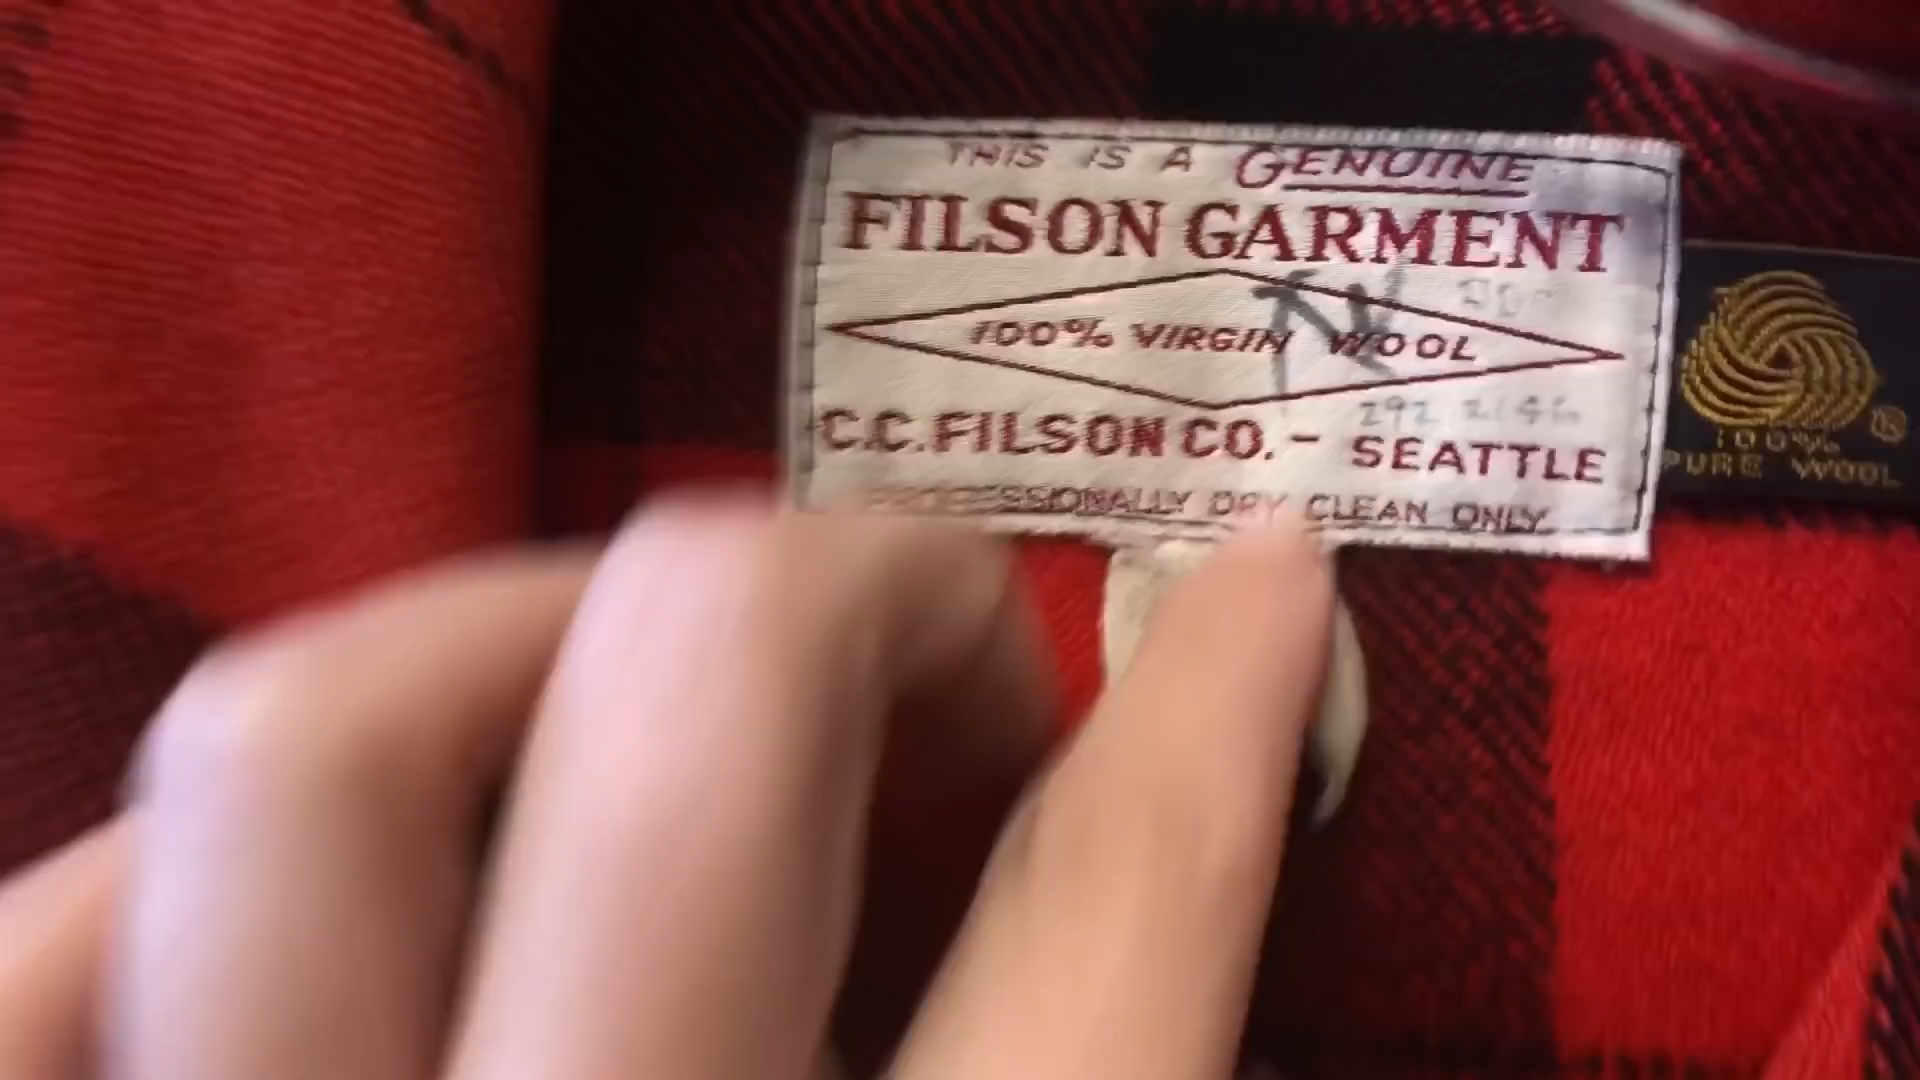 THIS IS A GENUINE
FILSON GARMENT
100% VIRGIN WOOL
C.C. FILSON CO. - SEATTLE
PROFESSIONALLY DRY CLEAN ONLY
®
100%
PURE WOOL